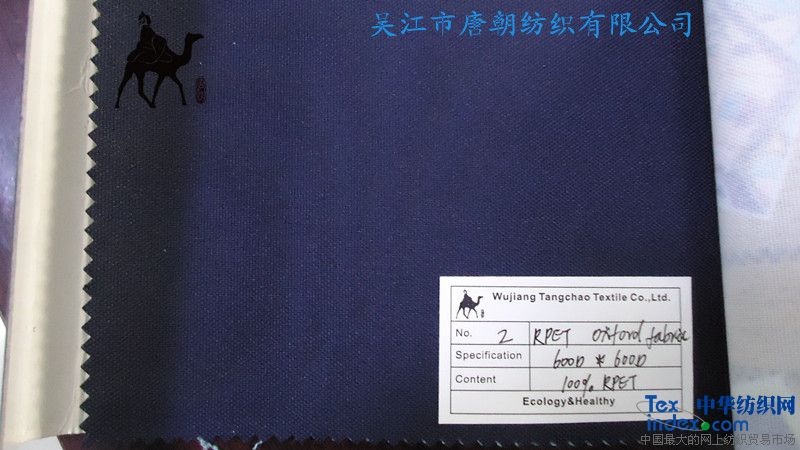 吴江市唐朝纺织有限公司
Wujiang Tangchao Textile Co.,Ltd.
No. 2 RPET Oxford fabric
Specification 600D * 600D
Content 100% RPET
Ecology&Healthy
Tex 中华纺织网
index.com
中国最大的网上纺织贸易市场